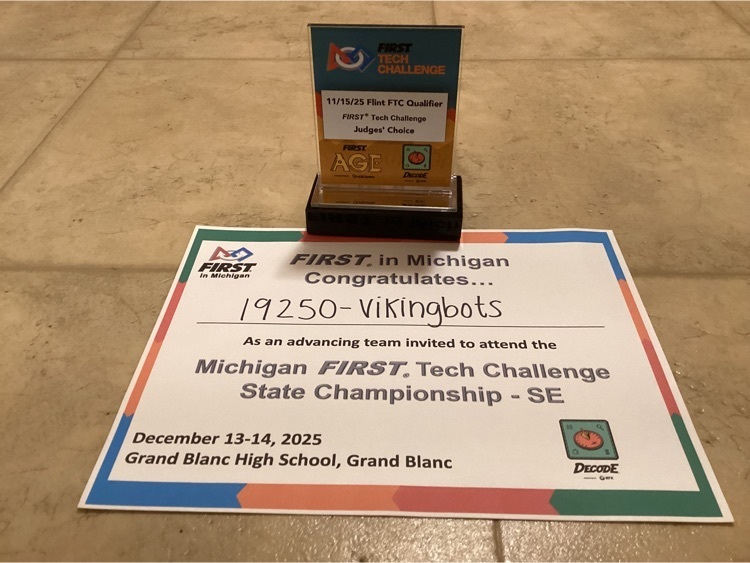 FIRST
TECH
CHALLENGE
11/15/25 Flint FTC Qualifier
FIRST® Tech Challenge
Judges' Choice
FIRST
AGE
DECODE
FIRST
in Michigan
FIRST® in Michigan
Congratulates...
19250-Vikingbots
As an advancing team invited to attend the
Michigan FIRST® Tech Challenge
State Championship - SE
December 13-14, 2025
Grand Blanc High School, Grand Blanc
DECODE